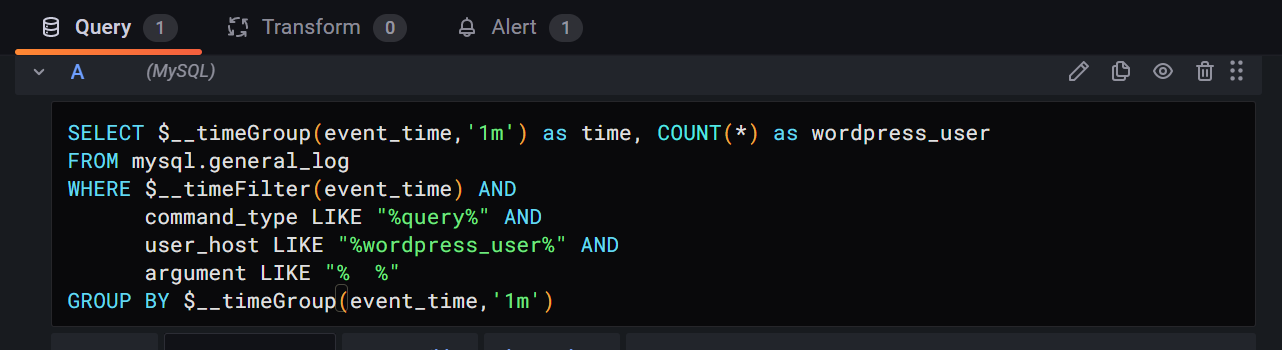 Query 1 Transform 0 Alert 1
A (MySQL)
SELECT $__timeGroup(event_time,'1m') as time, COUNT(*) as wordpress_user
FROM mysql.general_log
WHERE $__timeFilter(event_time) AND
command_type LIKE "%query%" AND
user_host LIKE "%wordpress_user%" AND
argument LIKE "%  %"
GROUP BY $__timeGroup(event_time,'1m')